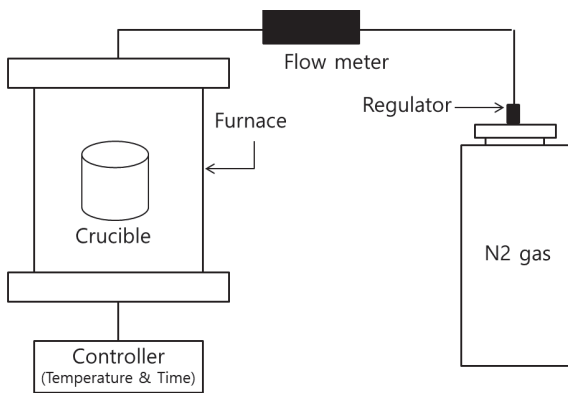 Flow meter
Regulator
Furnace
Crucible
N2 gas
Controller
(Temperature & Time)